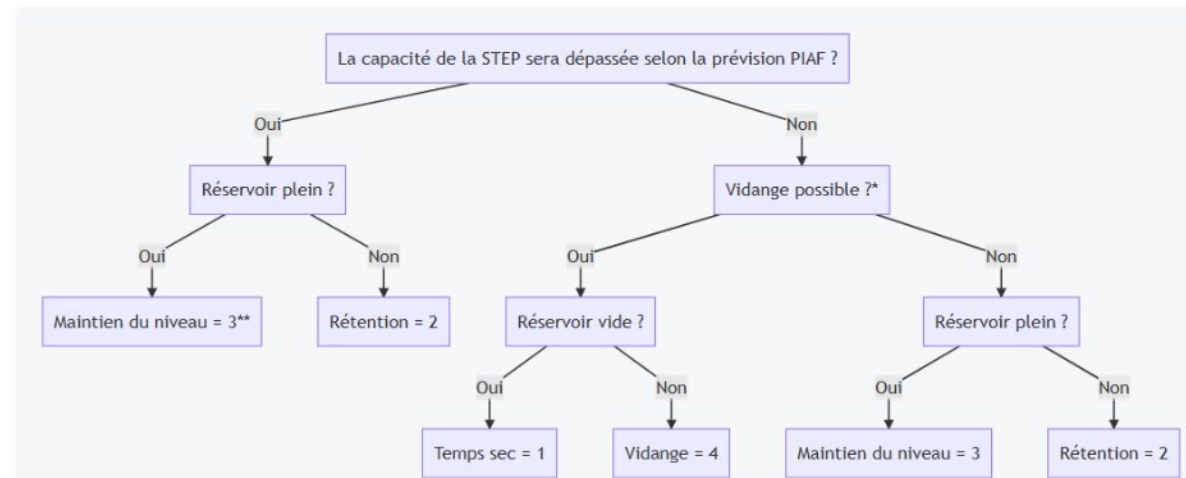 La capacité de la STEP sera dépassée selon la prévision PIAF ?
Oui
Non
Réservoir plein ?
Vidange possible ?*
Oui
Non
Oui
Non
Maintien du niveau = 3**
Rétention = 2
Réservoir vide ?
Réservoir plein ?
Oui
Non
Oui
Non
Temps sec = 1
Vidange = 4
Maintien du niveau = 3
Rétention = 2